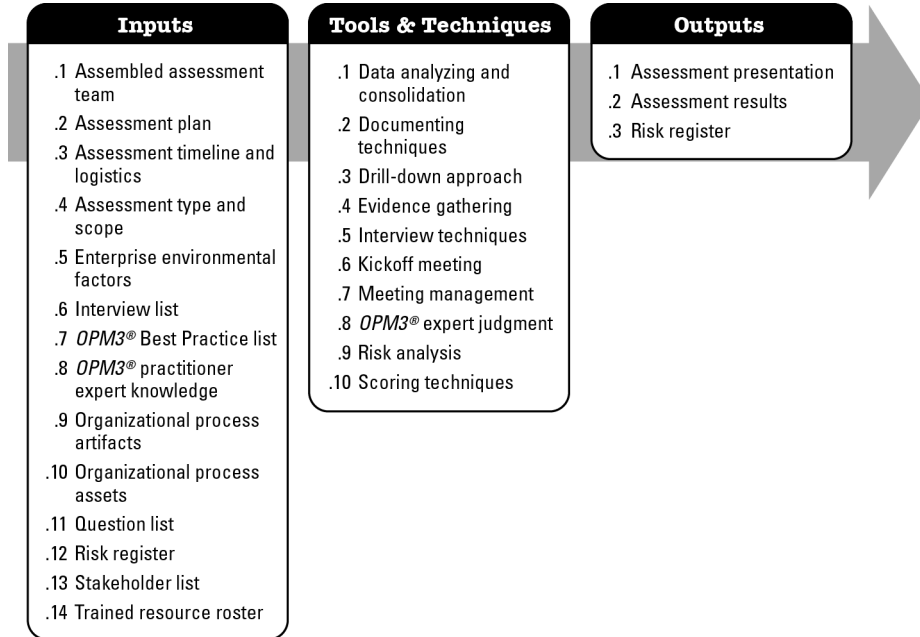 Inputs
.1 Assembled assessment
team
.2 Assessment plan
.3 Assessment timeline and
logistics
.4 Assessment type and
scope
.5 Enterprise environmental
factors
.6 Interview list
.7 OPM3® Best Practice list
.8 OPM3® practitioner
expert knowledge
.9 Organizational process
artifacts
.10 Organizational process
assets
.11 Question list
.12 Risk register
.13 Stakeholder list
.14 Trained resource roster
Tools & Techniques
.1 Data analyzing and
consolidation
.2 Documenting
techniques
.3 Drill-down approach
.4 Evidence gathering
.5 Interview techniques
.6 Kickoff meeting
.7 Meeting management
.8 OPM3® expert judgment
.9 Risk analysis
.10 Scoring techniques
Outputs
.1 Assessment presentation
.2 Assessment results
.3 Risk register